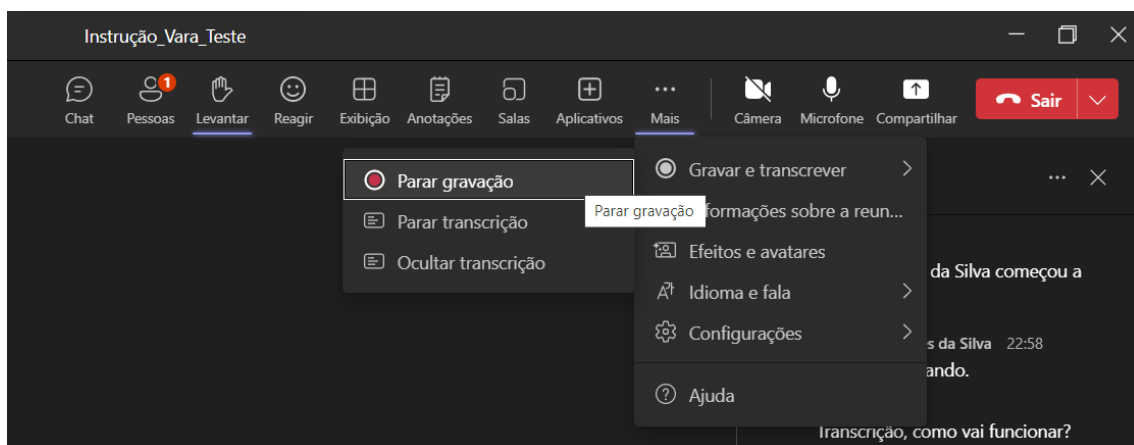 Instrução_Vara_Teste
1
Chat Pessoas Levantar Reagir Exibição Anotações Salas Aplicativos Mais Câmera Microfone Compartilhar Sair
Parar gravação
Parar transcrição
Ocultar transcrição
Gravar e transcrever
Parar gravação
formações sobre a reun...
Efeitos e avatares
Idioma e fala
Configurações
Ajuda
da Silva começou a
s da Silva 22:58
ando.
Transcrição, como vai funcionar?